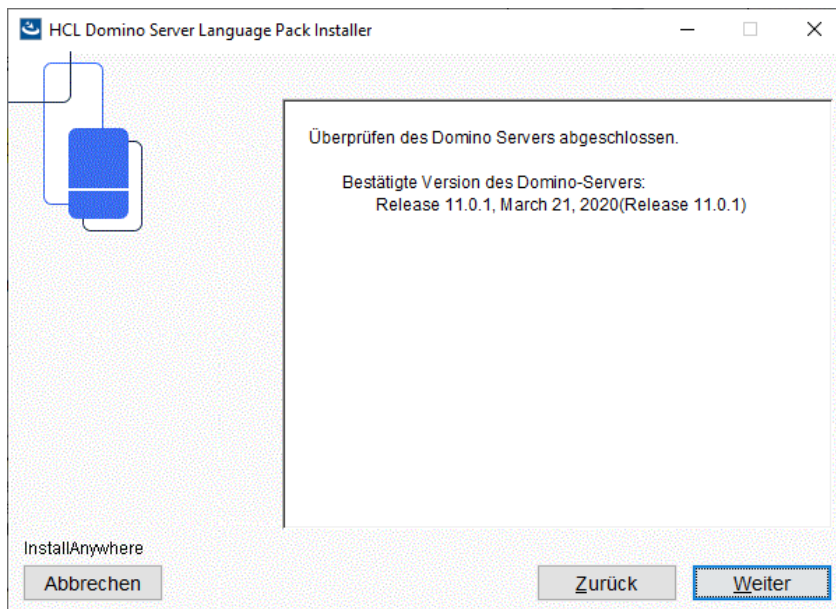 HCL Domino Server Language Pack Installer
Überprüfen des Domino Servers abgeschlossen.
Bestätigte Version des Domino-Servers:
Release 11.0.1, March 21, 2020(Release 11.0.1)
InstallAnywhere
Abbrechen
Zurück
Weiter